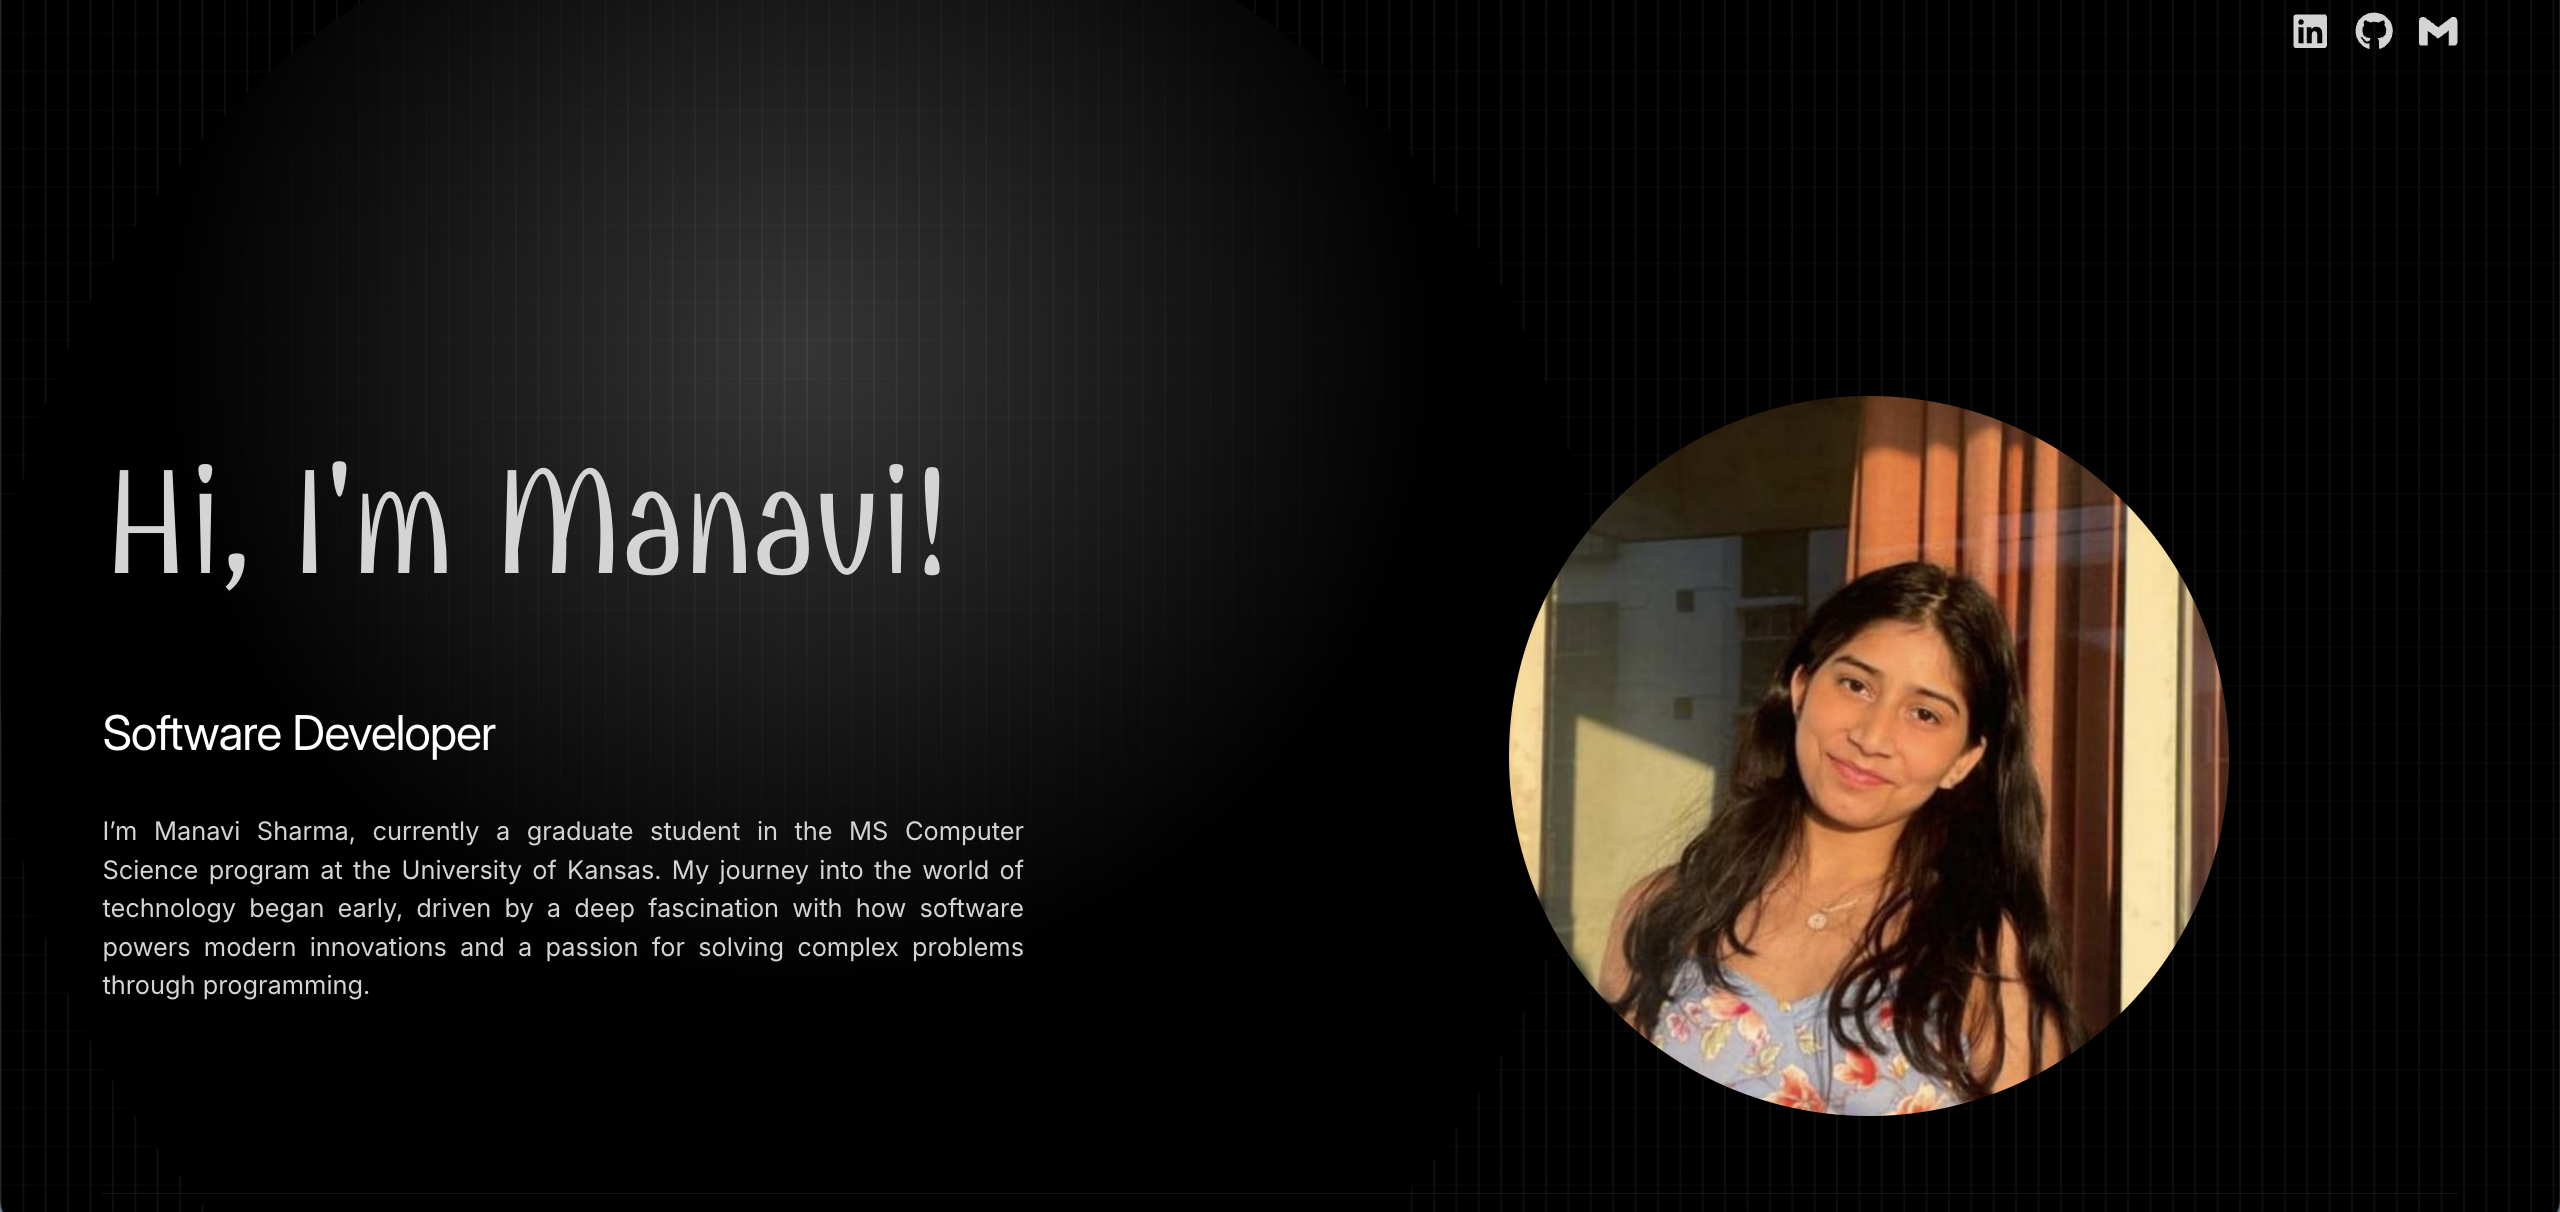 in
Hi, I'm Manavi!
Software Developer
I’m Manavi Sharma, currently a graduate student in the MS Computer
Science program at the University of Kansas. My journey into the world of
technology began early, driven by a deep fascination with how software
powers modern innovations and a passion for solving complex problems
through programming.